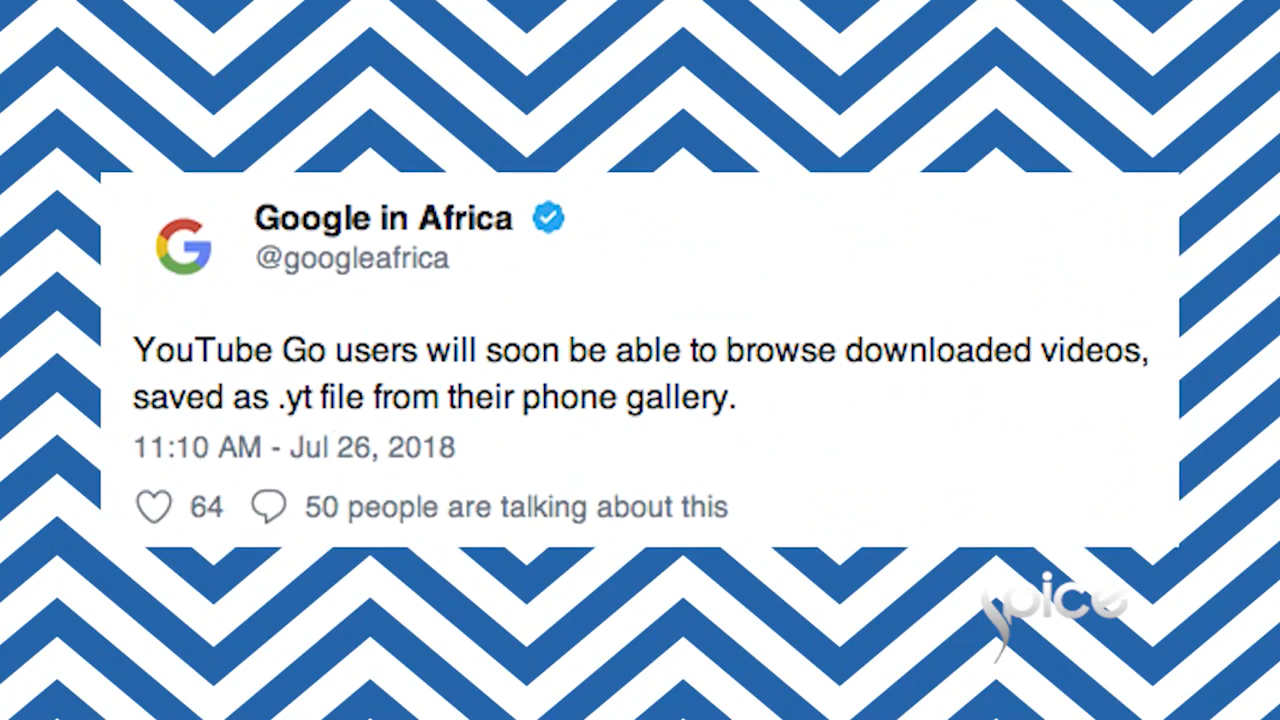 Google in Africa
@googleafrica
YouTube Go users will soon be able to browse downloaded videos,
saved as .yt file from their phone gallery.
11:10 AM - Jul 26, 2018
64 50 people are talking about this
spice